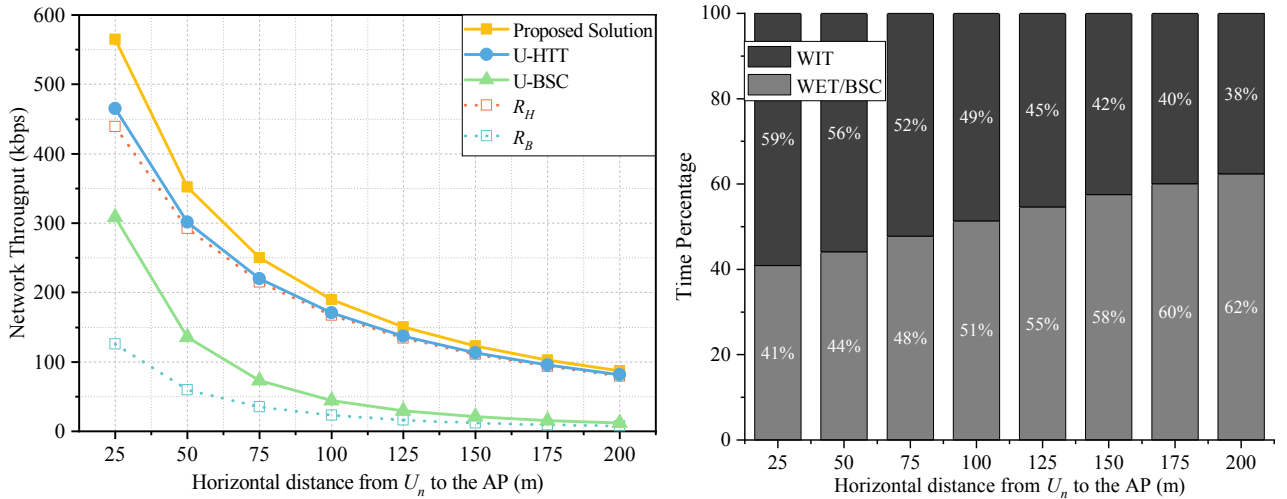 600
500
400
300
200
100
0
Network Througput (kbps)
Proposed Solution
U-HTT
U-BSC
R_H
R_B
25 50 75 100 125 150 175 200
Horizontal distance from U_n to the AP (m)
100
80
60
40
20
0
Time Percentage
WIT
WET/BSC
59% 56% 52% 49% 45% 42% 40% 38%
41% 44% 48% 51% 55% 58% 60% 62%
25 50 75 100 125 150 175 200
Horizontal distance from U_n to the AP (m)